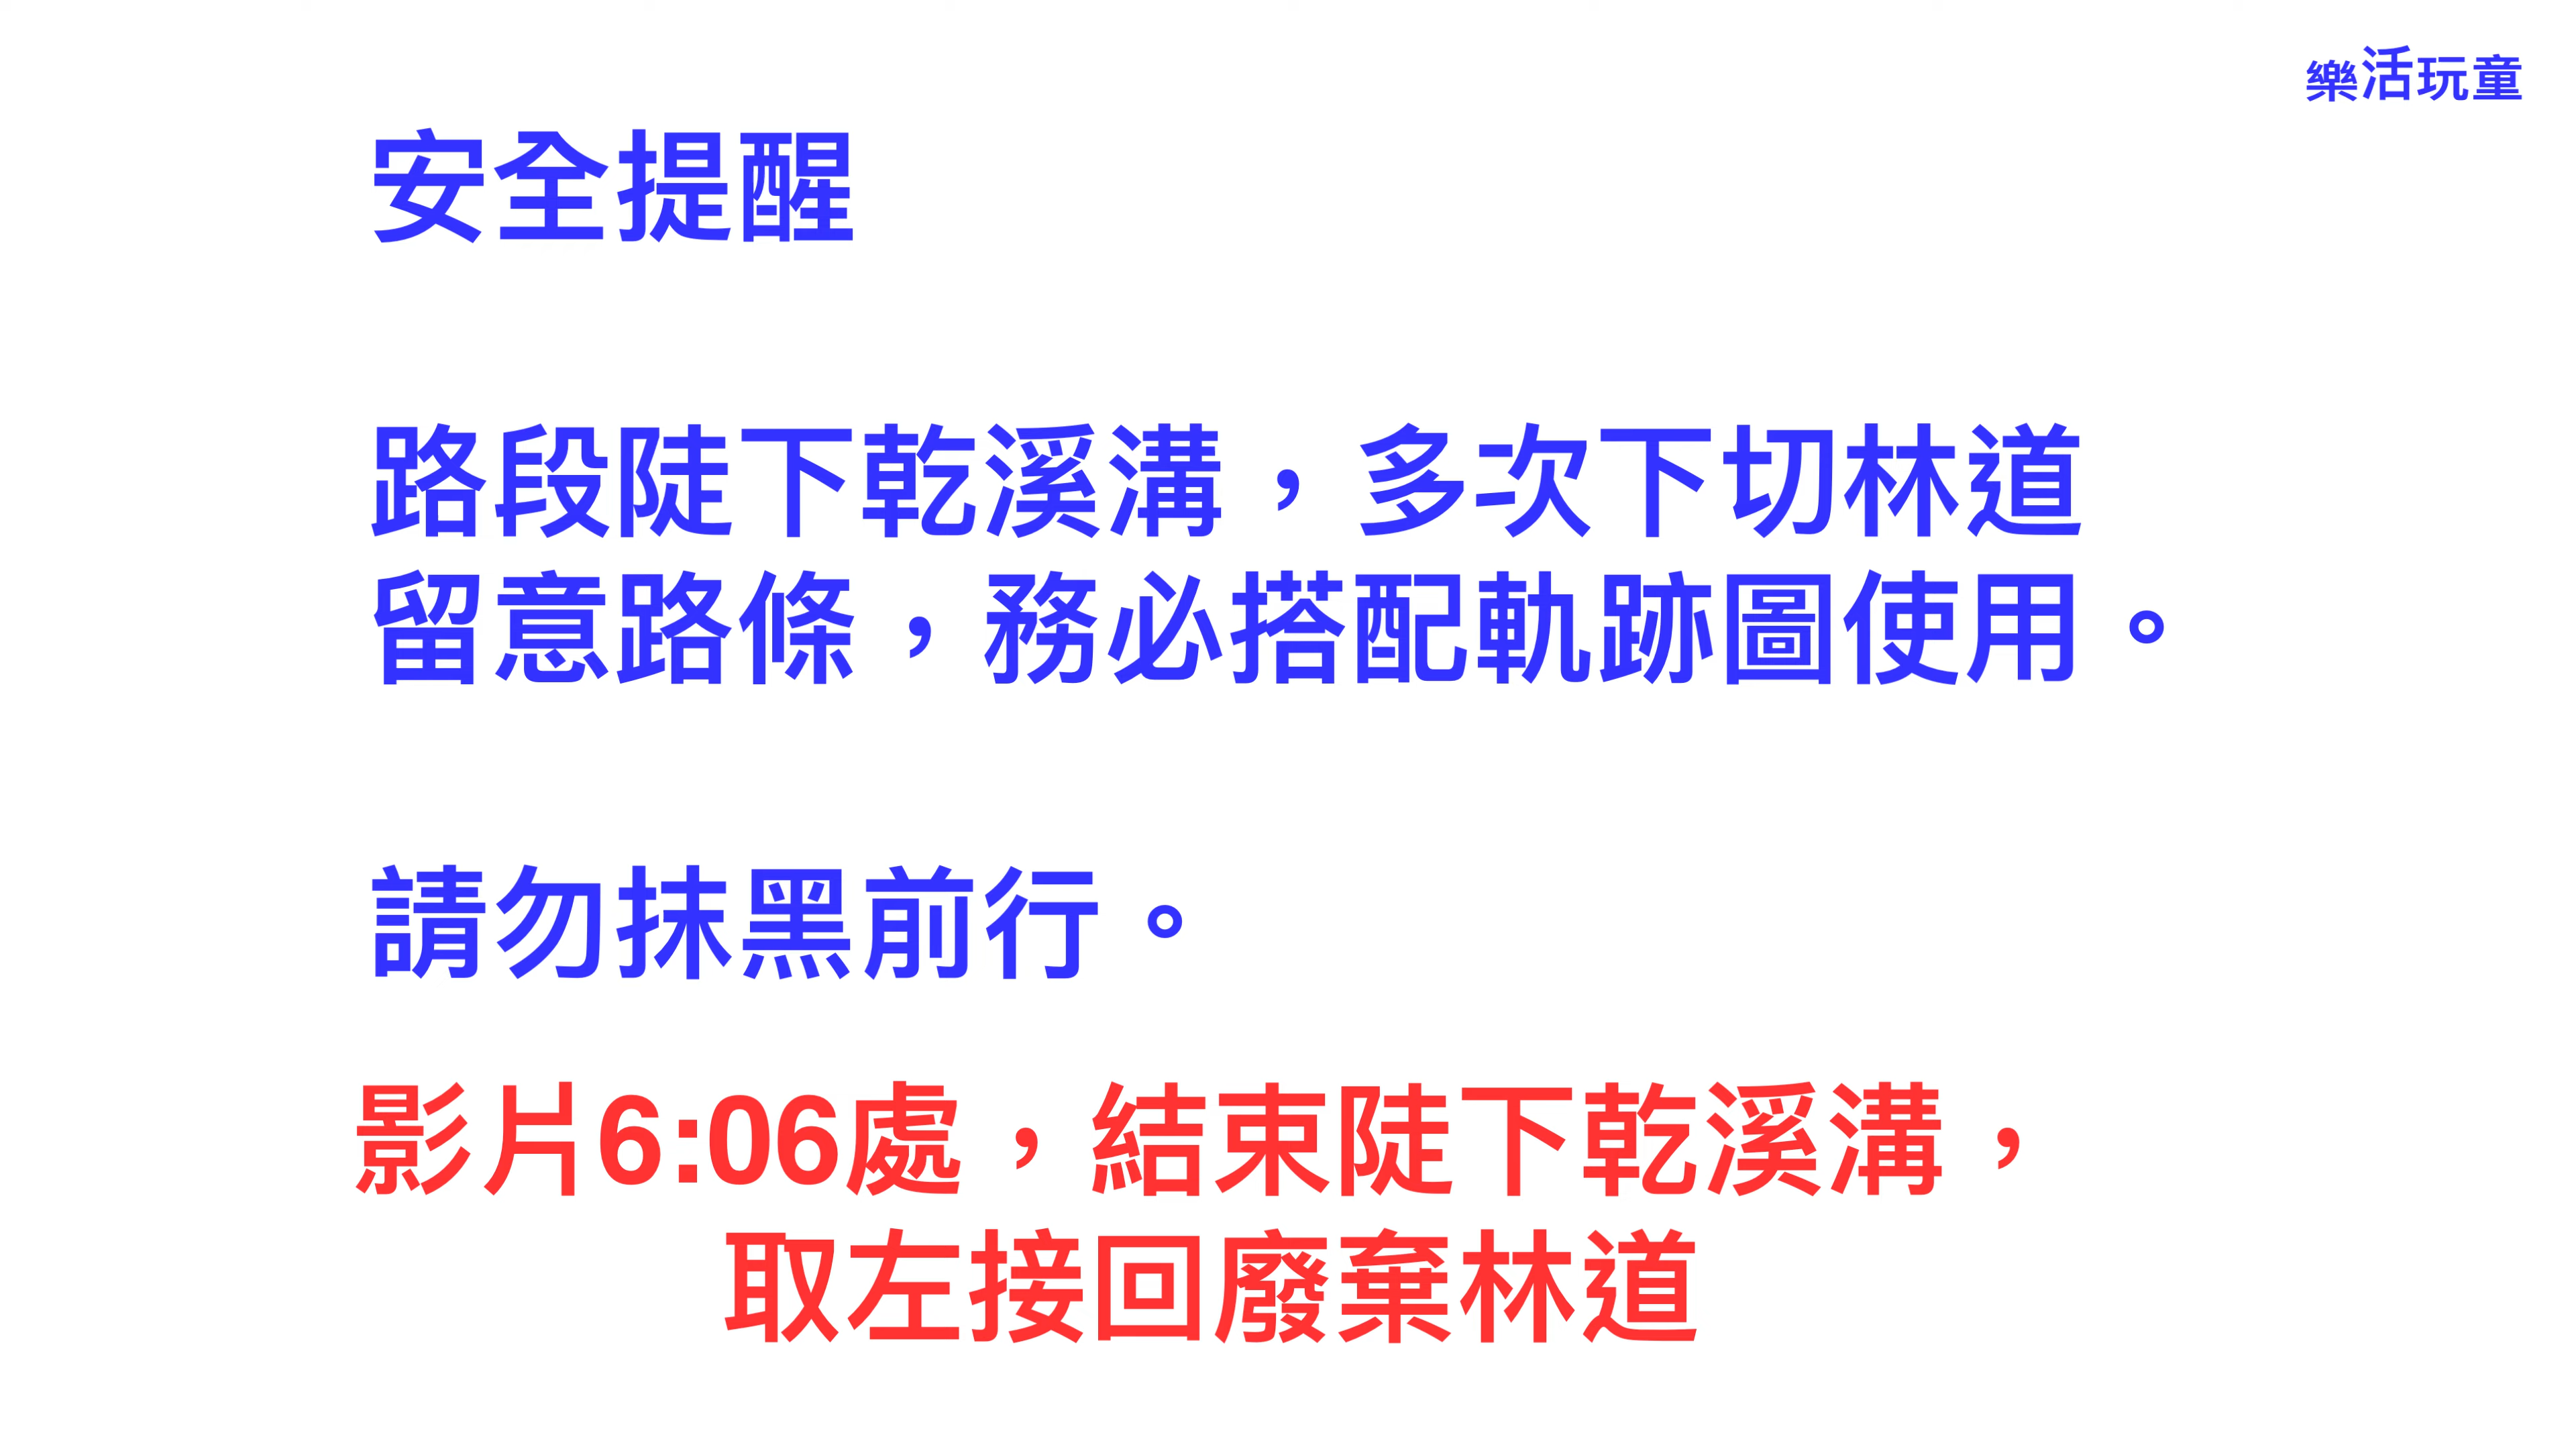 樂活玩童
安全提醒
路段陡下乾溪溝，多次下切林道
留意路條，務必搭配軌跡圖使用。
請勿抹黑前行。
影片6:06處，結束陡下乾溪溝，
取左接回廢棄林道